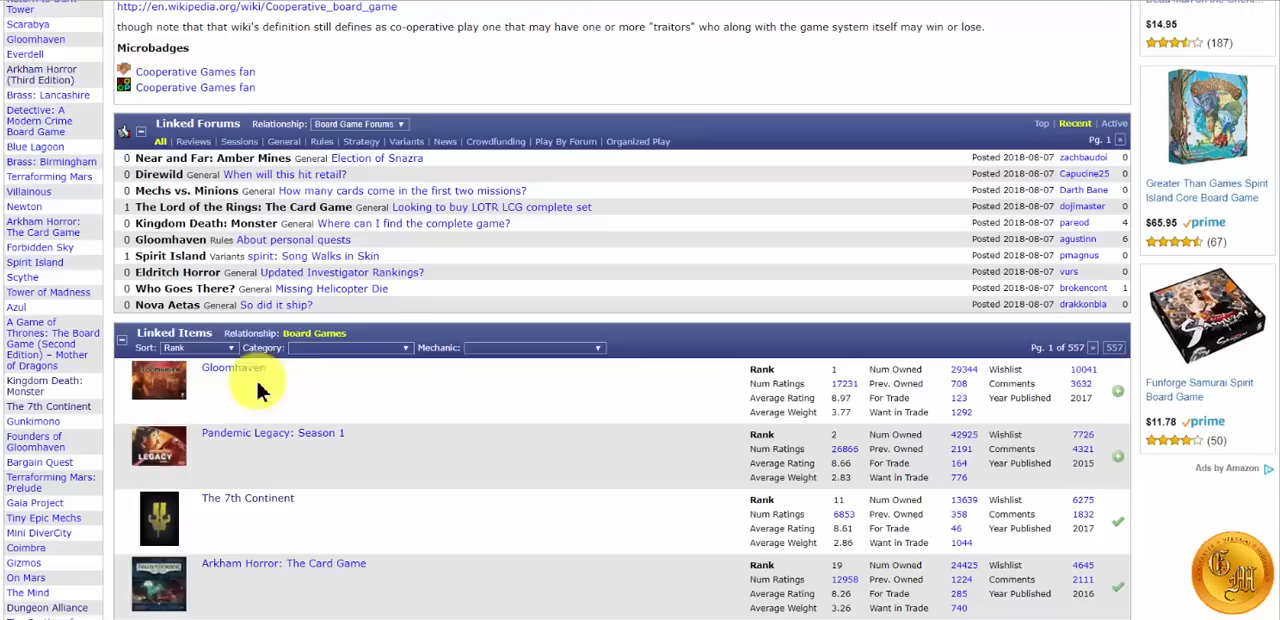 Tower
Scarabya
Gloomhaven
Everdell
Arkham Horror
(Third Edition)
Brass: Lancashire
Detective: A
Modern Crime
Board Game
Blue Lagoon
Brass: Birmingham
Terraforming Mars
Villainous
Newton
Arkham Horror:
The Card Game
Forbidden Sky
Spirit Island
Scythe
Tower of Madness
Azul
A Game of
Thrones: The Board
Game (Second
Edition) – Mother
of Dragons
Kingdom Death:
Monster
The 7th Continent
Gunkimono
Founders of
Gloomhaven
Bargain Quest
Terraforming Mars:
Prelude
Gaia Project
Tiny Epic Mechs
Mini DiverCity
Coimbra
Gizmos
On Mars
The Mind
Dungeon Alliance
http://en.wikipedia.org/wiki/Cooperative_board_game
though note that that wiki's definition still defines as co-operative play one that may have one or more "traitors" who along with the game system itself may win or lose.
Microbadges
Cooperative Games fan
Cooperative Games fan
Linked Forums Relationship: Board Game Forums Top | Recent | Active
All | Reviews | Sessions | General | Rules | Strategy | Variants | News | Crowdfunding | Play By Forum | Organized Play Pg. 1 »
0 Near and Far: Amber Mines General Election of Snazra Posted 2018-08-07 zachbaudoi 0
0 Direwild General When will this hit retail? Posted 2018-08-07 Capucine25 0
0 Mechs vs. Minions General How many cards come in the first two missions? Posted 2018-08-07 Darth Bane 0
1 The Lord of the Rings: The Card Game General Looking to buy LOTR LCG complete set Posted 2018-08-07 dojimaster 0
0 Kingdom Death: Monster General Where can I find the complete game? Posted 2018-08-07 pareod 4
0 Gloomhaven Rules About personal quests Posted 2018-08-07 agustinn 6
1 Spirit Island Variants spirit: Song Walks in Skin Posted 2018-08-07 pmagnus 0
0 Eldritch Horror General Updated Investigator Rankings? Posted 2018-08-07 vurs 0
0 Who Goes There? General Missing Helicopter Die Posted 2018-08-07 brokencont 1
0 Nova Aetas General So did it ship? Posted 2018-08-07 drakkonbla 0
Linked Items Relationship: Board Games
Sort: Rank Category: Mechanic: Pg. 1 of 557 » 557
Gloomhaven
Rank 1 Num Owned 29344 Wishlist 10041
Num Ratings 17231 Prev. Owned 708 Comments 3632
Average Rating 8.97 For Trade 123 Year Published 2017
Average Weight 3.77 Want in Trade 1292
LEGACY
Pandemic Legacy: Season 1
Rank 2 Num Owned 42925 Wishlist 7726
Num Ratings 26866 Prev. Owned 2191 Comments 4321
Average Rating 8.66 For Trade 164 Year Published 2015
Average Weight 2.83 Want in Trade 776
The 7th Continent
Rank 11 Num Owned 13639 Wishlist 6275
Num Ratings 6853 Prev. Owned 358 Comments 1832
Average Rating 8.61 For Trade 46 Year Published 2017
Average Weight 2.86 Want in Trade 1044
Arkham Horror: The Card Game
Rank 19 Num Owned 24425 Wishlist 4645
Num Ratings 12958 Prev. Owned 1224 Comments 2111
Average Rating 8.26 For Trade 285 Year Published 2016
Average Weight 3.26 Want in Trade 740
$14.95
(187)
Greater Than Games Spirit
Island Core Board Game
$65.95 prime
(67)
Samurai
Funforge Samurai Spirit
Board Game
$11.78 prime
(50)
Ads by Amazon